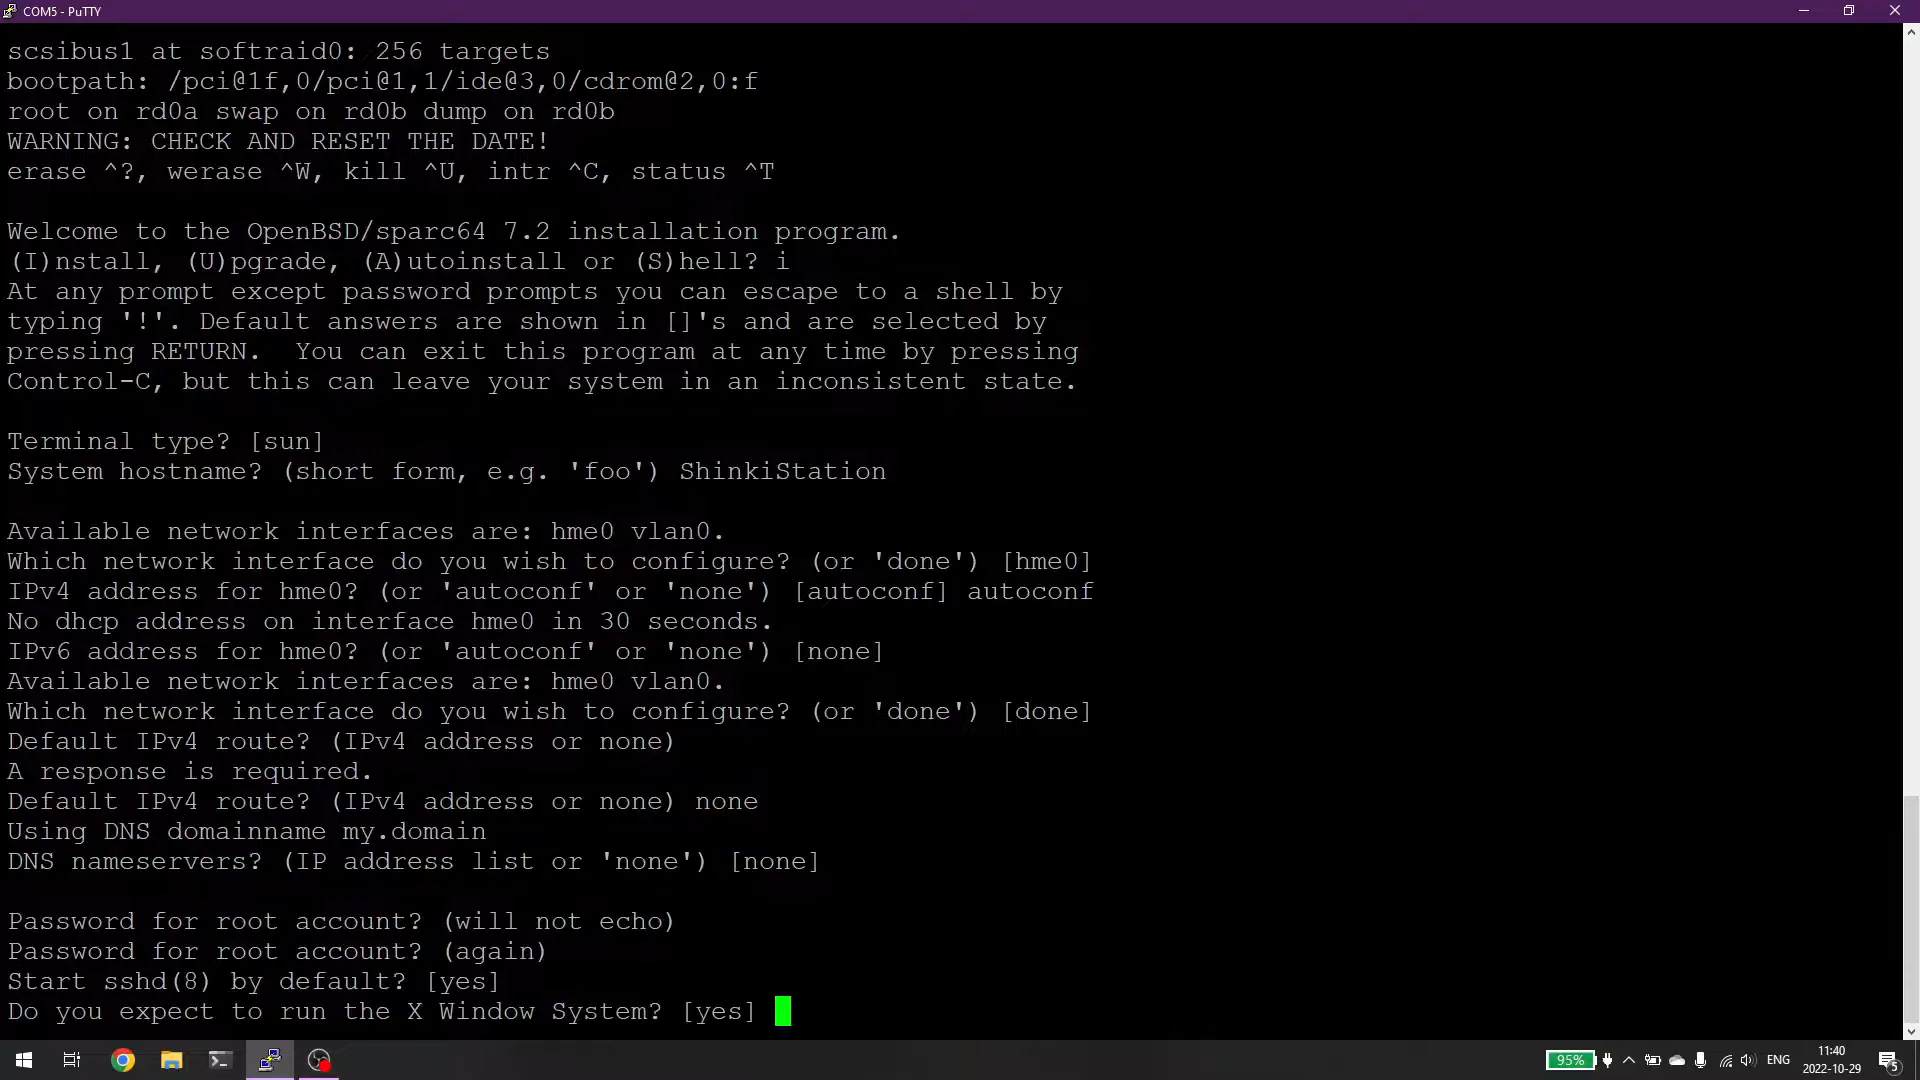 COM5 - PuTTY
scsibus1 at softraid0: 256 targets
bootpath: /pci@1f,0/pci@1,1/ide@3,0/cdrom@2,0:f
root on rd0a swap on rd0b dump on rd0b
WARNING: CHECK AND RESET THE DATE!
erase ^?, werase ^W, kill ^U, intr ^C, status ^T
Welcome to the OpenBSD/sparc64 7.2 installation program.
(I)nstall, (U)pgrade, (A)utoinstall or (S)hell? i
At any prompt except password prompts you can escape to a shell by
typing '!'. Default answers are shown in []'s and are selected by
pressing RETURN.  You can exit this program at any time by pressing
Control-C, but this can leave your system in an inconsistent state.
Terminal type? [sun]
System hostname? (short form, e.g. 'foo') ShinkiStation
Available network interfaces are: hme0 vlan0.
Which network interface do you wish to configure? (or 'done') [hme0]
IPv4 address for hme0? (or 'autoconf' or 'none') [autoconf] autoconf
No dhcp address on interface hme0 in 30 seconds.
IPv6 address for hme0? (or 'autoconf' or 'none') [none]
Available network interfaces are: hme0 vlan0.
Which network interface do you wish to configure? (or 'done') [done]
Default IPv4 route? (IPv4 address or none)
A response is required.
Default IPv4 route? (IPv4 address or none) none
Using DNS domainname my.domain
DNS nameservers? (IP address list or 'none') [none]
Password for root account? (will not echo)
Password for root account? (again)
Start sshd(8) by default? [yes]
Do you expect to run the X Window System? [yes]
95%
ENG
11:40
2022-10-29
5